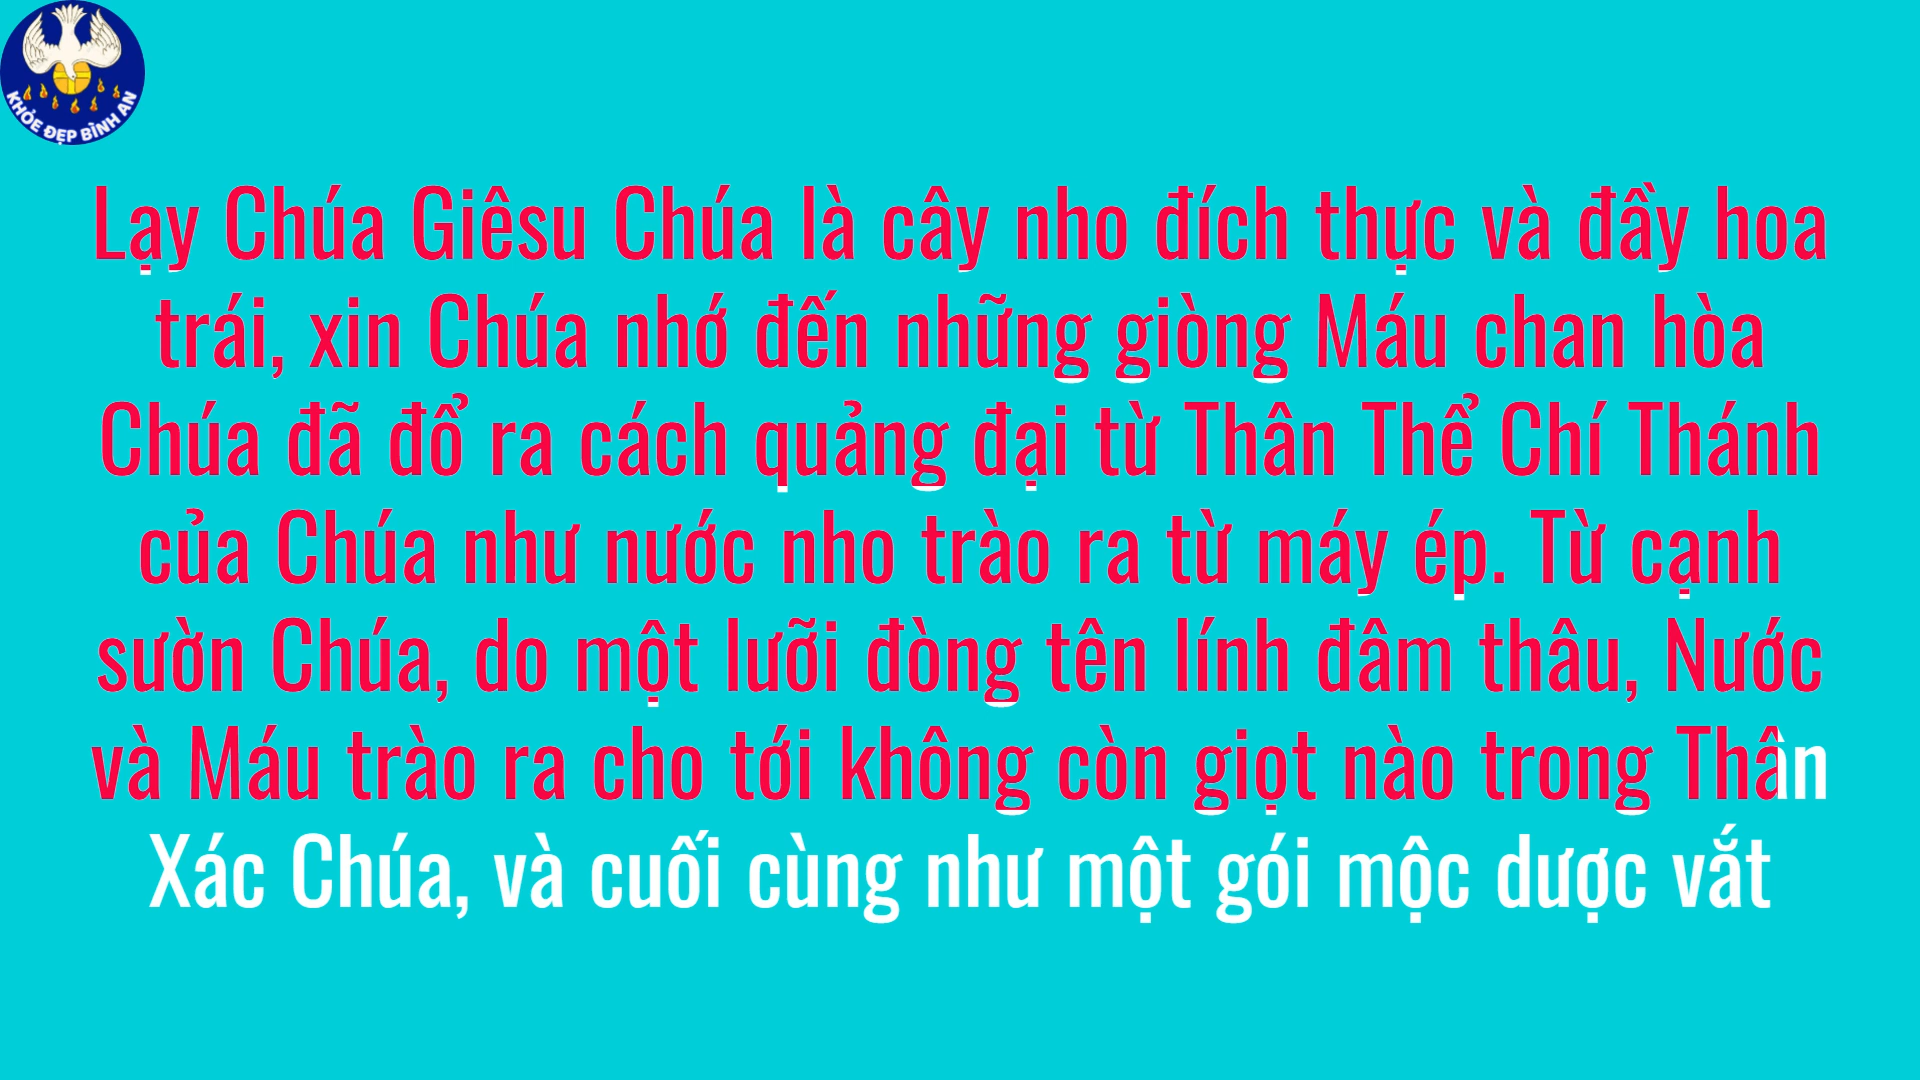 KHỎE ĐẸP BÌNH AN
Lạy Chúa Giêsu Chúa là cây nho đích thực và đầy hoa
trái, xin Chúa nhớ đến những giòng Máu chan hòa
Chúa đã đổ ra cách quảng đại từ Thân Thể Chí Thánh
của Chúa như nước nho trào ra từ máy ép. Từ cạnh
sườn Chúa, do một lưỡi đòng tên lính đâm thâu, Nước
và Máu trào ra cho tới không còn giọt nào trong Thân
Xác Chúa, và cuối cùng như một gói mộc dược vắt